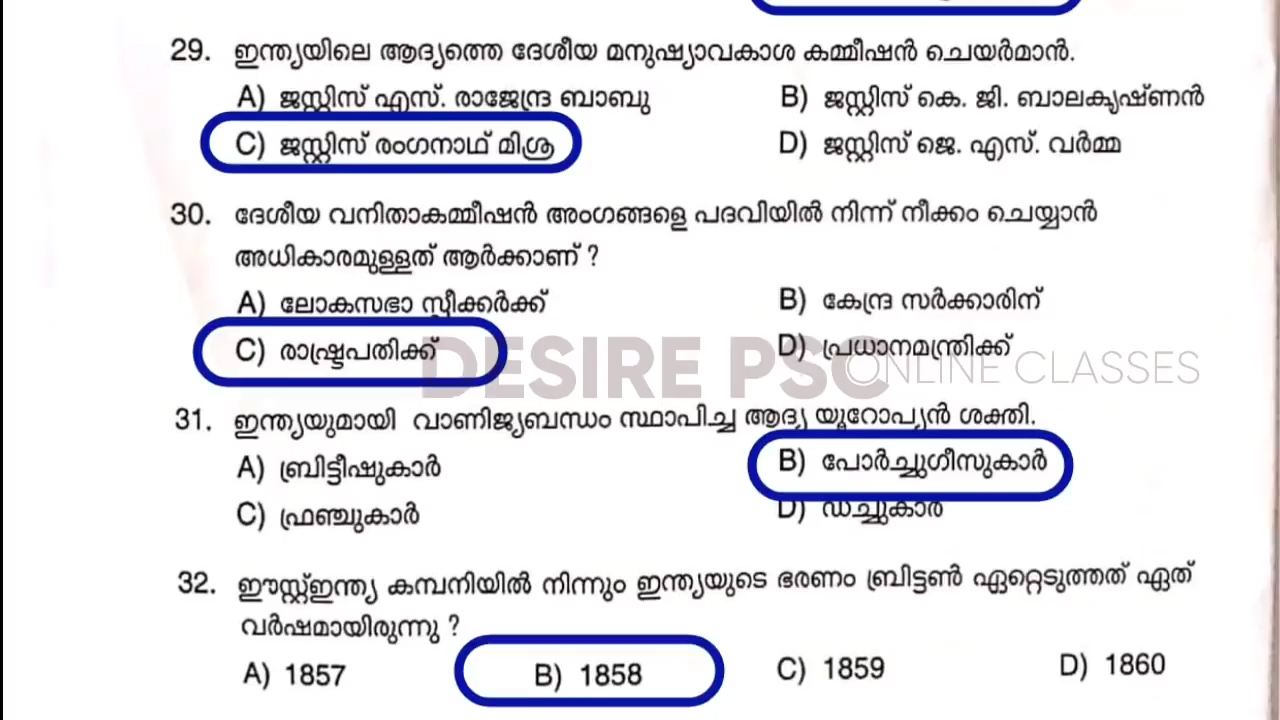 29. ഇന്ത്യയിലെ ആദ്യത്തെ ദേശീയ മനുഷ്യാവകാശ കമ്മീഷൻ ചെയർമാൻ.
A) ജസ്റ്റിസ് എസ്. രാജേന്ദ്ര ബാബു B) ജസ്റ്റിസ് കെ. ജി. ബാലകൃഷ്ണൻ
C) ജസ്റ്റിസ് രംഗനാഥ് മിശ്ര D) ജസ്റ്റിസ് ജെ. എസ്. വർമ്മ
30. ദേശീയ വനിതാകമ്മീഷൻ അംഗങ്ങളെ പദവിയിൽ നിന്ന് നീക്കം ചെയ്യാൻ
അധികാരമുള്ളത് ആർക്കാണ് ?
A) ലോകസഭാ സ്പീക്കർക്ക് B) കേന്ദ്ര സർക്കാരിന്
C) രാഷ്ട്രപതിക്ക് D) പ്രധാനമന്ത്രിക്ക്
DESIRE PSC ONLINE CLASSES
31. ഇന്ത്യയുമായി വാണിജ്യബന്ധം സ്ഥാപിച്ച ആദ്യ യൂറോപ്യൻ ശക്തി.
A) ബ്രിട്ടീഷുകാർ B) പോർച്ചുഗീസുകാർ
C) ഫ്രഞ്ചുകാർ D) ഡച്ചുകാർ
32. ഈസ്റ്റ്ഇന്ത്യ കമ്പനിയിൽ നിന്നും ഇന്ത്യയുടെ ഭരണം ബ്രിട്ടൺ ഏറ്റെടുത്തത് ഏത്
വർഷമായിരുന്നു ?
A) 1857 B) 1858 C) 1859 D) 1860